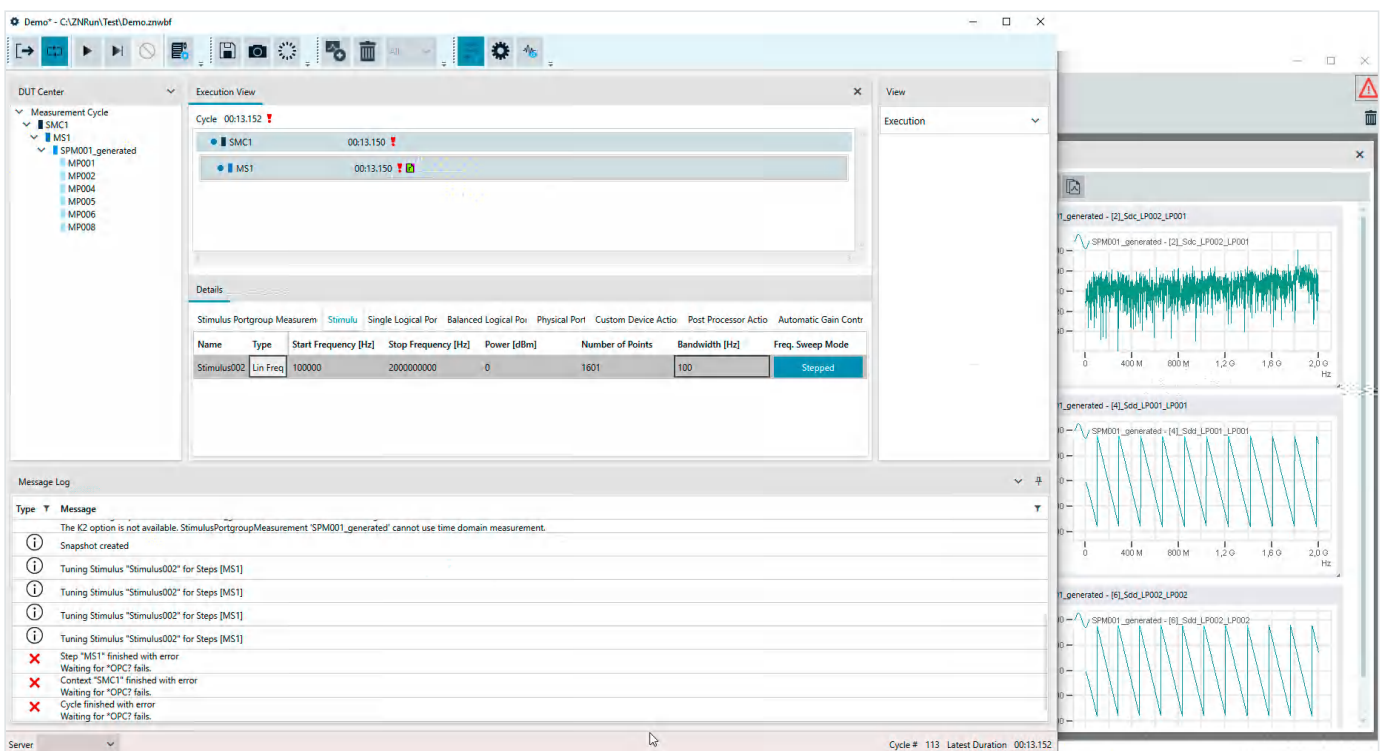 Demo* - C:\ZNRun\Test\Demo.znwbf
All
DUT Center
Measurement Cycle
SMC1
MS1
SPM001_generated
MP001
MP002
MP004
MP005
MP006
MP008
Execution View
Cycle 00:13.152
SMC1 00:13.150
MS1 00:13.150
View
Execution
Details
Stimulus Portgroup Measurem Stimulu Single Logical Por Balanced Logical Por Physical Port Custom Device Actio Post Processor Actio Automatic Gain Contr
Name Type Start Frequency [Hz] Stop Frequency [Hz] Power [dBm] Number of Points Bandwidth [Hz] Freq. Sweep Mode
Stimulus002 Lin Freq 100000 2000000000 0 1601 100 Stepped
Message Log
Type Message
The K2 option is not available. StimulusPortgroupMeasurement 'SPM001_generated' cannot use time domain measurement.
Snapshot created
Tuning Stimulus "Stimulus002" for Steps [MS1]
Tuning Stimulus "Stimulus002" for Steps [MS1]
Tuning Stimulus "Stimulus002" for Steps [MS1]
Tuning Stimulus "Stimulus002" for Steps [MS1]
Step "MS1" finished with error
Waiting for *OPC? fails.
Context "SMC1" finished with error
Waiting for *OPC? fails.
Cycle finished with error
Waiting for *OPC? fails.
Server
Cycle # 113 Latest Duration 00:13.152
1_generated - [2]_Sdc_LP002_LP001
SPM001_generated - [2]_Sdc_LP002_LP001
0 400 M 800 M 1,2 G 1,6 G 2,0 G
Hz
1_generated - [4]_Sdd_LP001_LP001
SPM001_generated - [4]_Sdd_LP001_LP001
0 400 M 800 M 1,2 G 1,6 G 2,0 G
Hz
1_generated - [6]_Sdd_LP002_LP002
SPM001_generated - [6]_Sdd_LP002_LP002